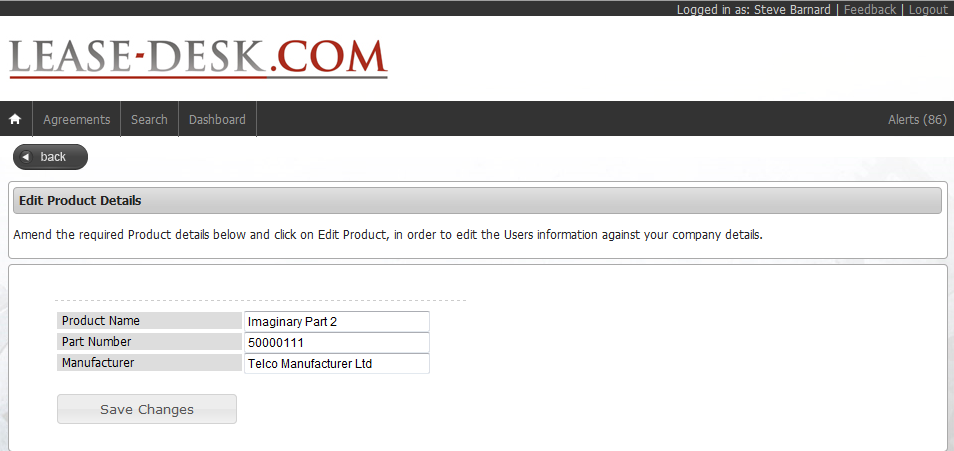 Logged in as: Steve Barnard | Feedback | Logout
LEASE-DESK.COM
Agreements Search Dashboard Alerts (86)
back
Edit Product Details
Amend the required Product details below and click on Edit Product, in order to edit the Users information against your company details.
Product Name Imaginary Part 2
Part Number 50000111
Manufacturer Telco Manufacturer Ltd
Save Changes